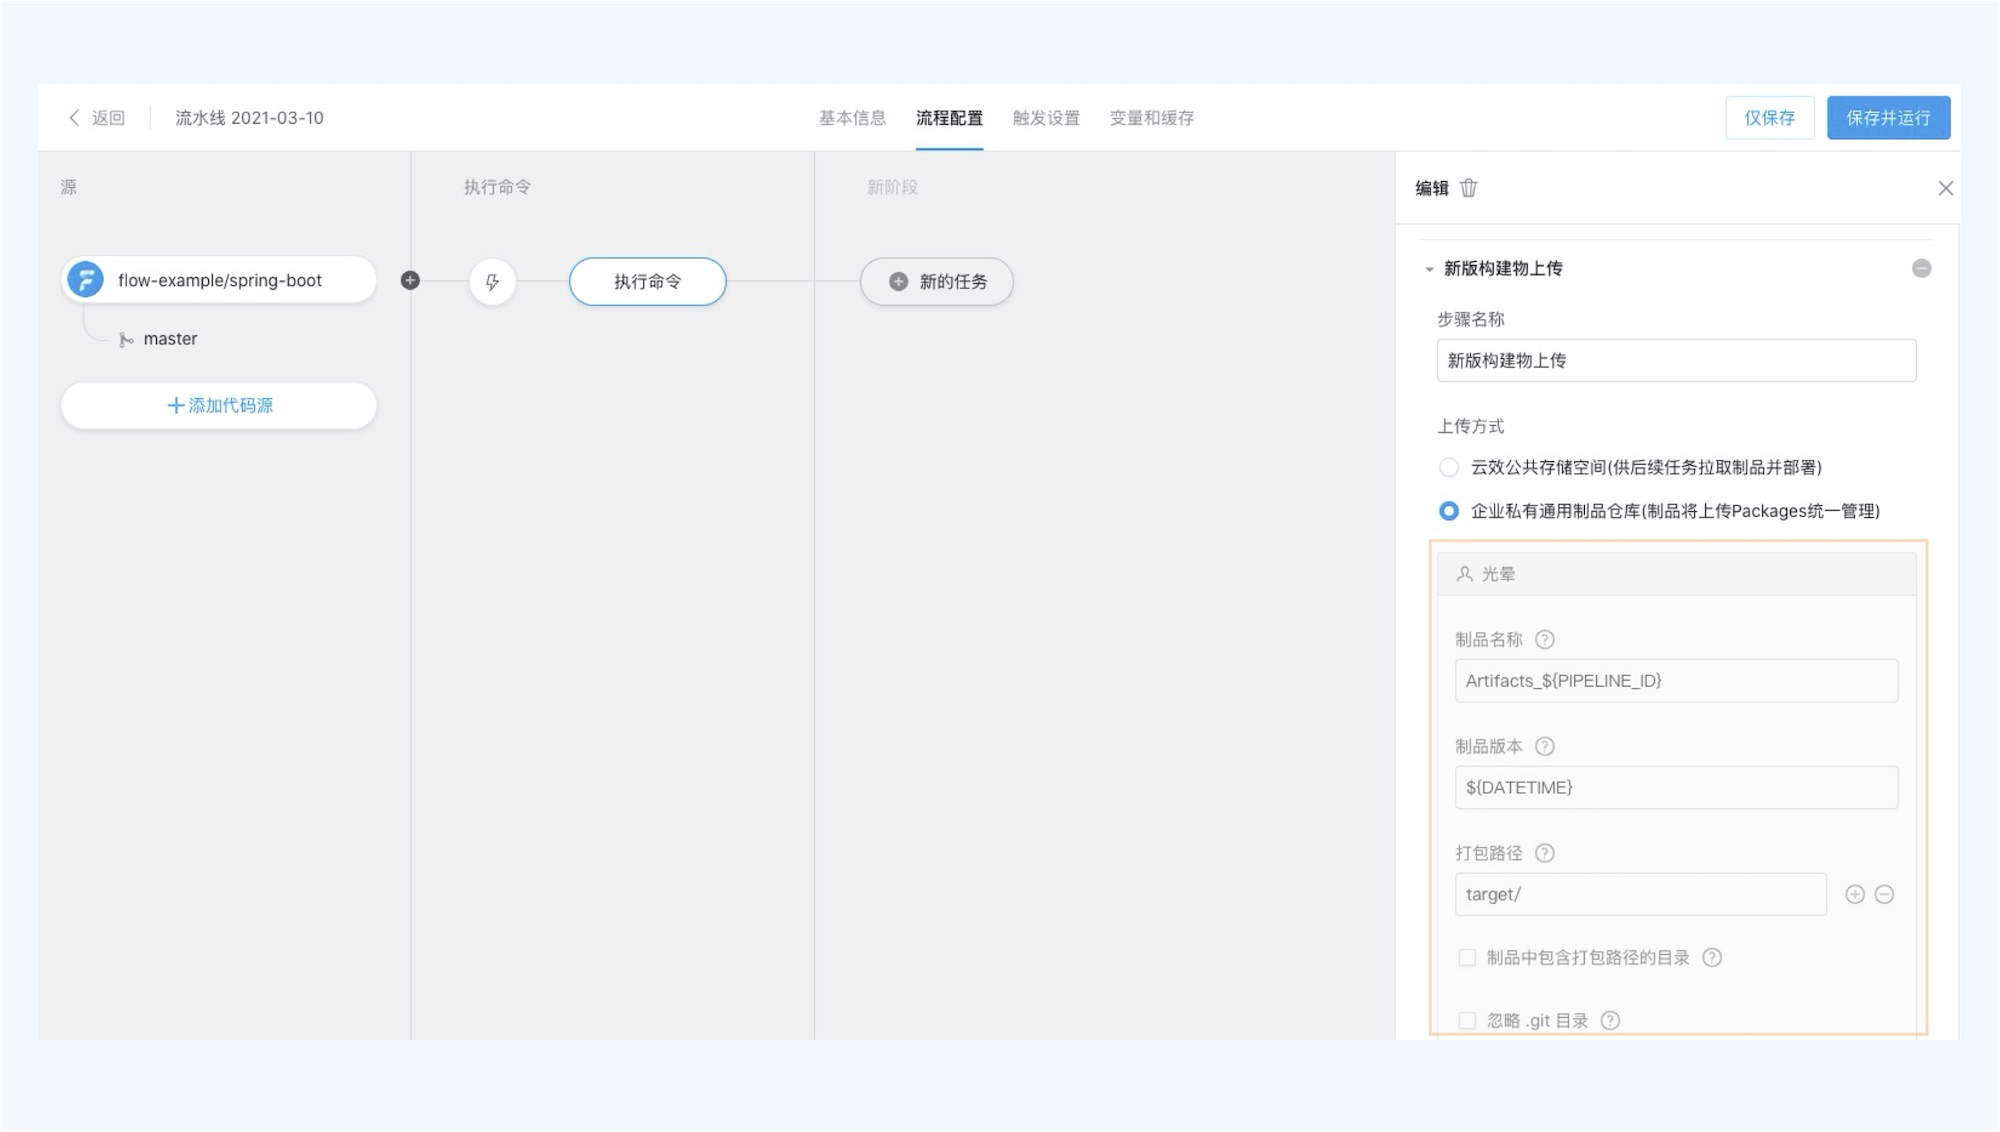 返回
流水线 2021-03-10
基本信息
流程配置
触发设置
变量和缓存
仅保存
保存并运行
源
执行命令
新阶段
flow-example/spring-boot
master
添加代码源
执行命令
新的任务
编辑
新版构建物上传
步骤名称
新版构建物上传
上传方式
云效公共存储空间(供后续任务拉取制品并部署)
企业私有通用制品仓库(制品将上传Packages统一管理)
光晕
制品名称
Artifacts_${PIPELINE_ID}
制品版本
${DATETIME}
打包路径
target/
制品中包含打包路径的目录
忽略 .git 目录